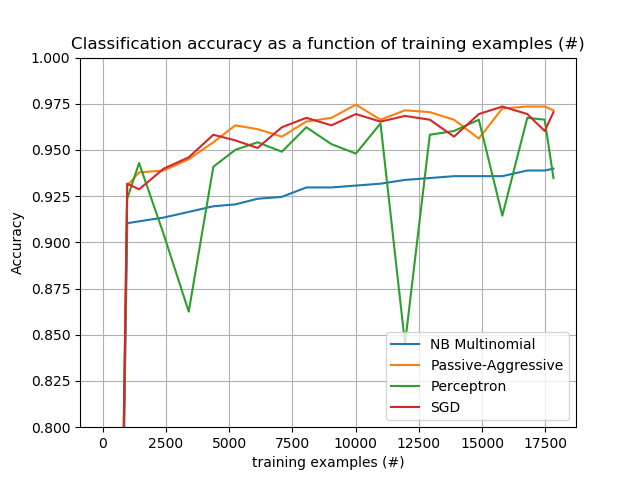 Classification accuracy as a function of training examples (#)
1.000
0.975
0.950
0.925
0.900
0.875
0.850
0.825
0.800
Accuracy
NB Multinomial
Passive-Aggressive
Perceptron
SGD
0 2500 5000 7500 10000 12500 15000 17500
training examples (#)